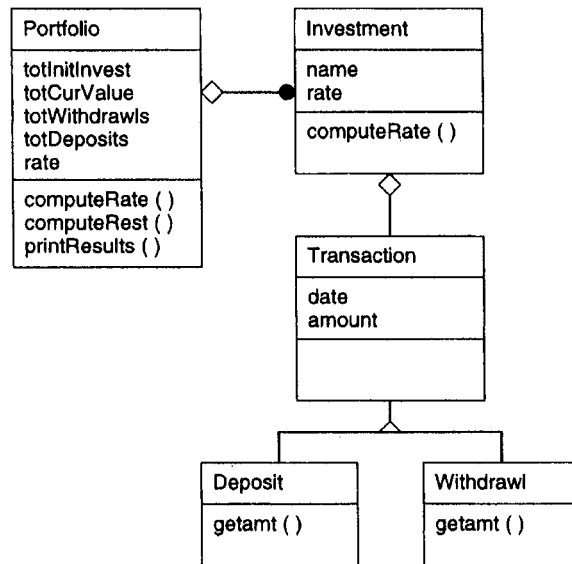 Portfolio
totInitInvest
totCurValue
totWithdrawls
totDeposits
rate
computeRate ( )
computeRest ( )
printResults ( )
Investment
name
rate
computeRate ( )
Transaction
date
amount
Deposit
getamt ( )
Withdrawl
getamt ( )